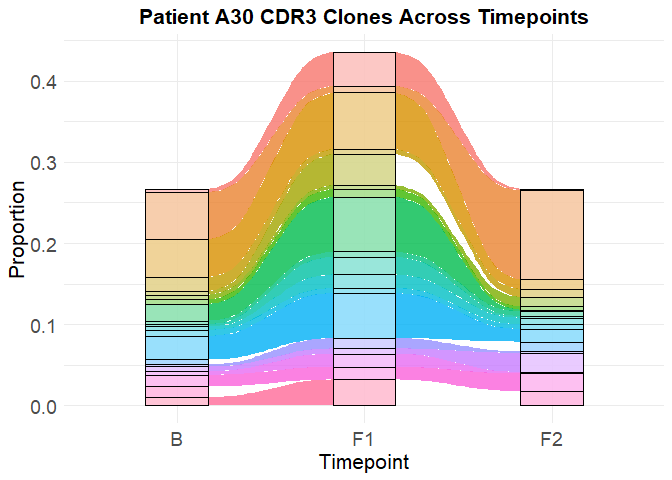 Patient A30 CDR3 Clones Across Timepoints
Proportion
0.4
0.3
0.2
0.1
0.0
B
F1
F2
Timepoint